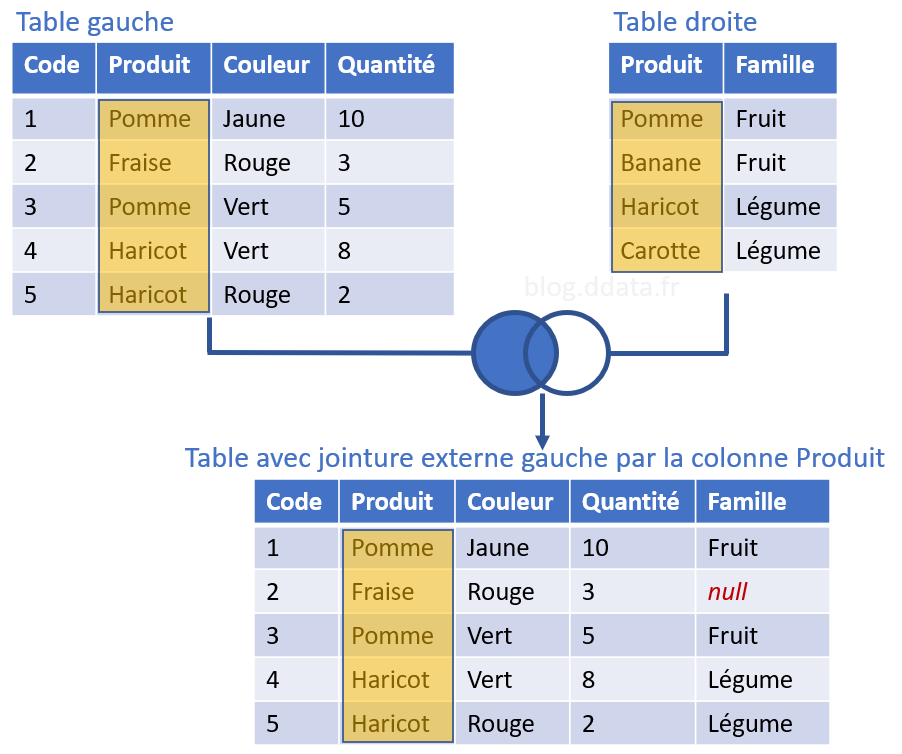 Table gauche
Code Produit Couleur Quantité
1 Pomme Jaune 10
2 Fraise Rouge 3
3 Pomme Vert 5
4 Haricot Vert 8
5 Haricot Rouge 2
Table droite
Produit Famille
Pomme Fruit
Banane Fruit
Haricot Légume
Carotte Légume
blog.ddata.fr
Table avec jointure externe gauche par la colonne Produit
Code Produit Couleur Quantité Famille
1 Pomme Jaune 10 Fruit
2 Fraise Rouge 3 null
3 Pomme Vert 5 Fruit
4 Haricot Vert 8 Légume
5 Haricot Rouge 2 Légume